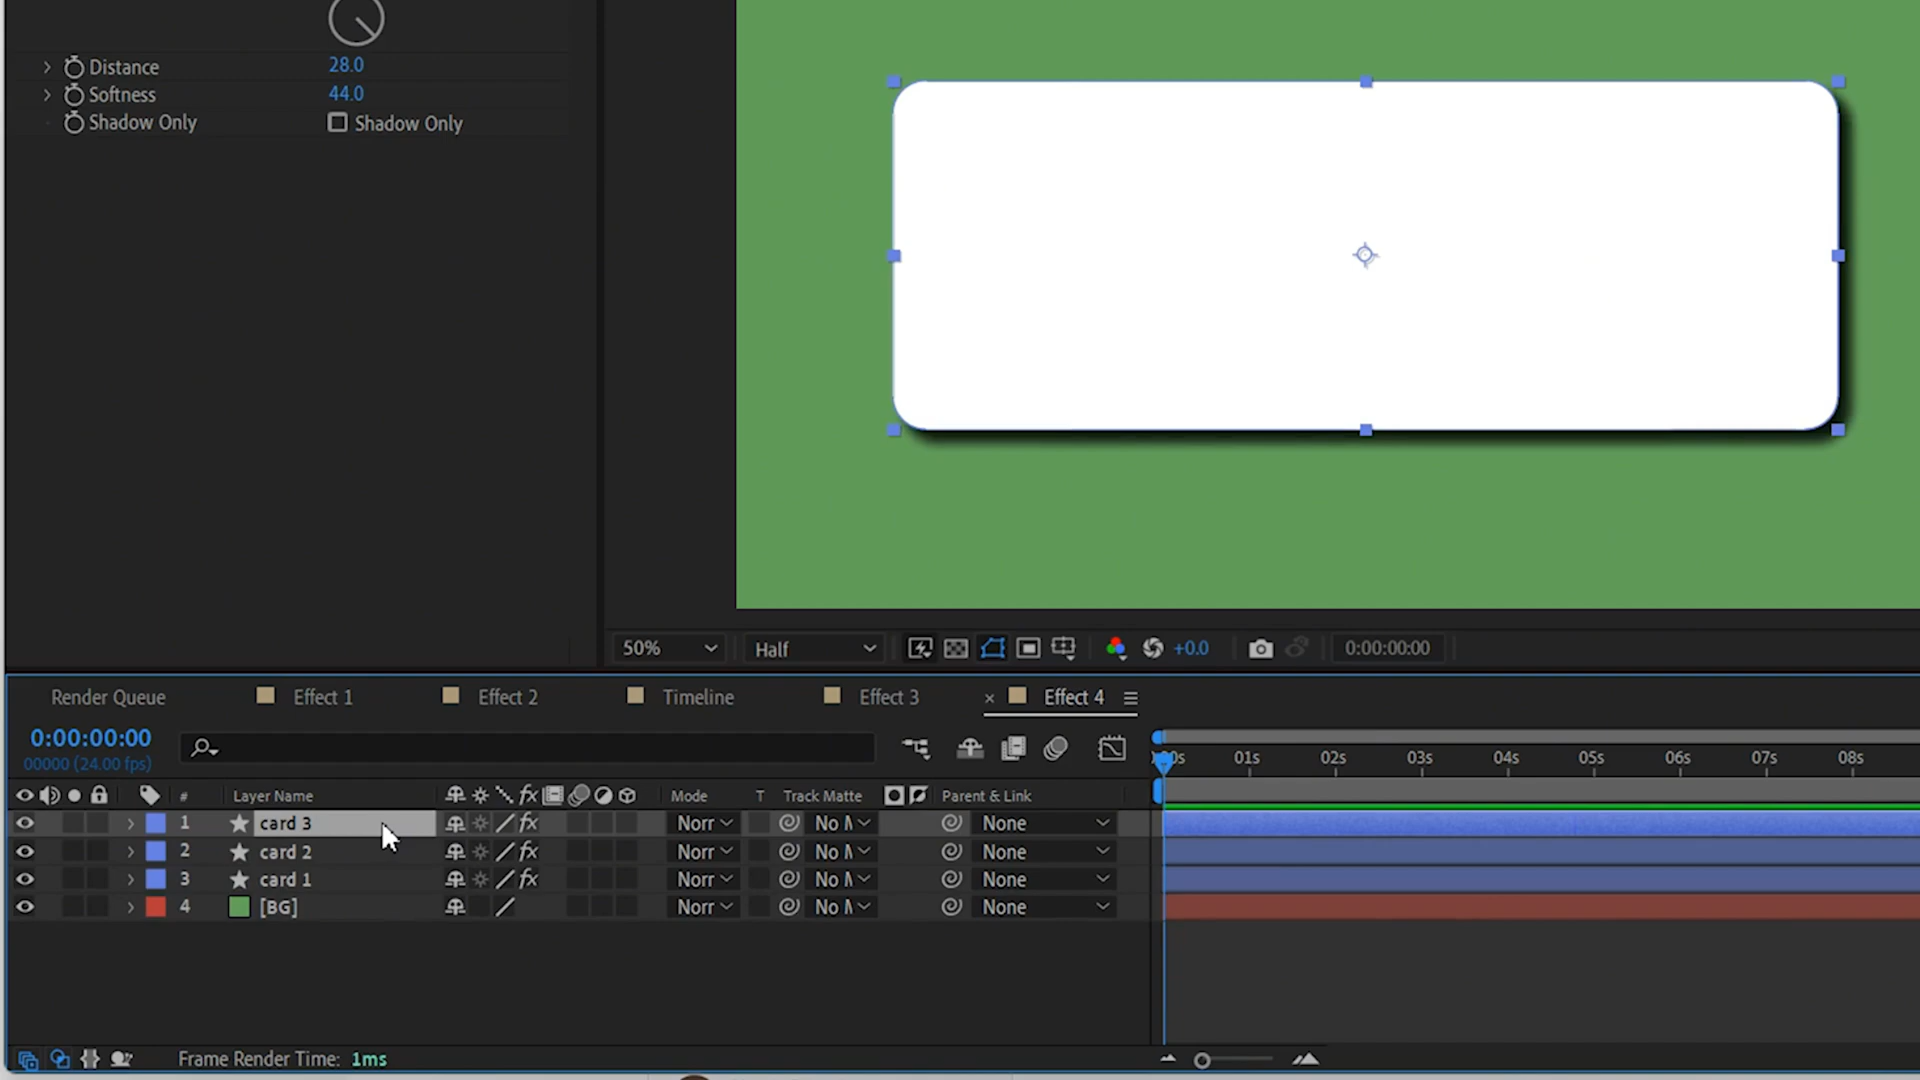 Distance 28.0
Softness 44.0
Shadow Only Shadow Only
50% Half +0.0 0:00:00:00
Render Queue Effect 1 Effect 2 Timeline Effect 3 × Effect 4
0:00:00:00
00000 (24.00 fps)
01s 02s 03s 04s 05s 06s 07s 08s
# Layer Name fx Mode T Track Matte Parent & Link
1 card 3 fx Norr No None
2 card 2 fx Norr No None
3 card 1 fx Norr No None
4 [BG] Norr No None
Frame Render Time: 1ms